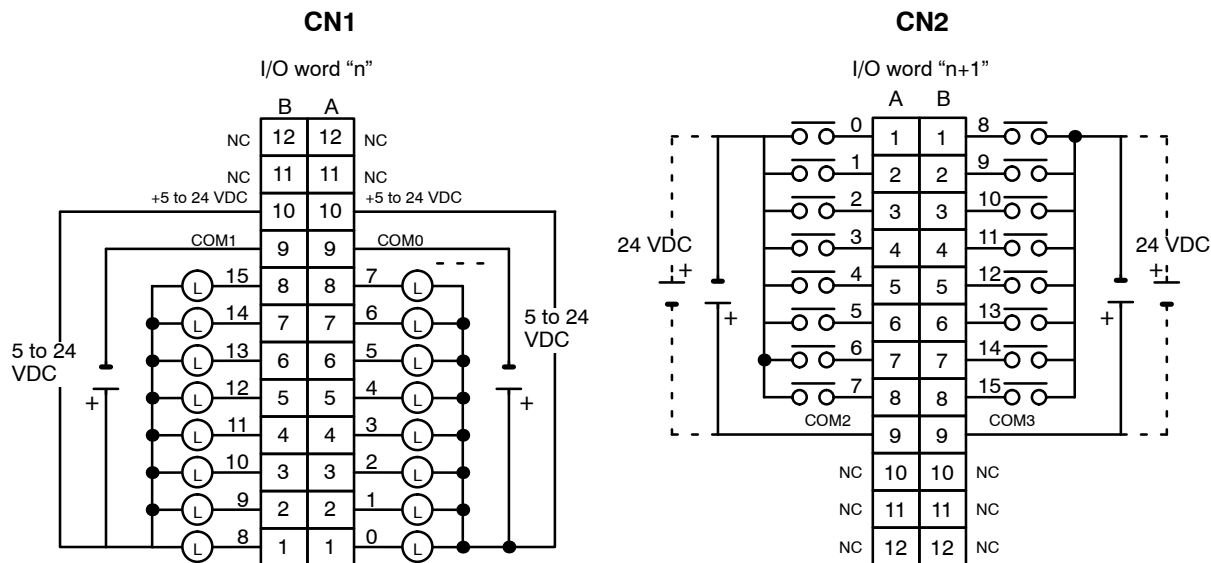 CN1
I/O word “n”
B A
NC 12 12 NC
NC 11 11 NC
+5 to 24 VDC 10 10 +5 to 24 VDC
COM1 9 9 COM0
L 15 8 8 7 L
L 14 7 7 6 L
L 13 6 6 5 L
L 12 5 5 4 L
L 11 4 4 3 L
L 10 3 3 2 L
L 9 2 2 1 L
L 8 1 1 0 L
5 to 24
VDC
+
5 to 24
VDC
+
CN2
I/O word “n+1”
A B
0 1 1 8
1 2 2 9
2 3 3 10
3 4 4 11
4 5 5 12
5 6 6 13
6 7 7 14
7 8 8 15
COM2 9 9 COM3
NC 10 10 NC
NC 11 11 NC
NC 12 12 NC
24 VDC
+
+
24 VDC
+
+